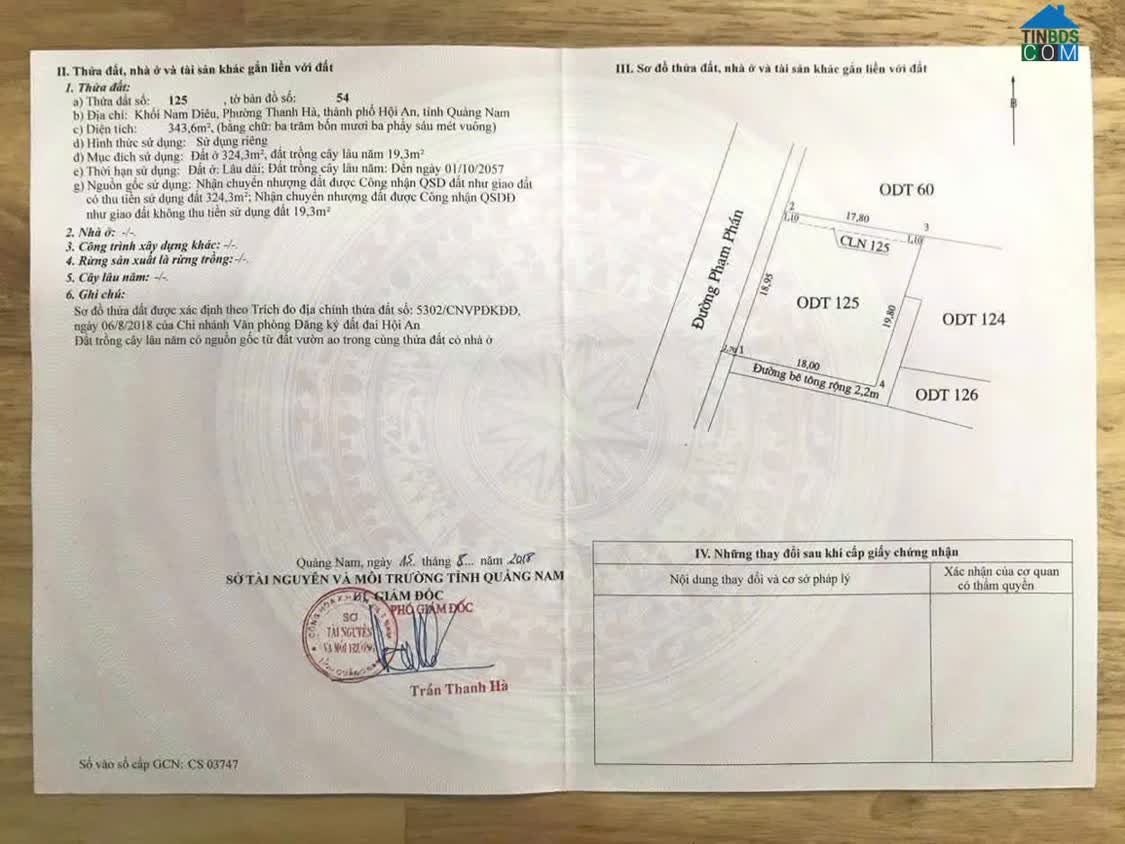 TINBDS
COM
II. Thửa đất, nhà ở và tài sản khác gắn liền với đất
1. Thửa đất:
a) Thửa đất số: 125 , tờ bản đồ số: 54
b) Địa chỉ: Khối Nam Diêu, Phường Thanh Hà, thành phố Hội An, tỉnh Quảng Nam
c) Diện tích: 343,6m², (bằng chữ: ba trăm bốn mươi ba phẩy sáu mét vuông)
d) Hình thức sử dụng: Sử dụng riêng
đ) Mục đích sử dụng: Đất ở 324,3m², đất trồng cây lâu năm 19,3m²
e) Thời hạn sử dụng: Đất ở: Lâu dài; Đất trồng cây lâu năm: Đến ngày 01/10/2057
g) Nguồn gốc sử dụng: Nhận chuyển nhượng đất được Công nhận QSD đất như giao đất
có thu tiền sử dụng đất 324,3m²; Nhận chuyển nhượng đất được Công nhận QSDĐ
như giao đất không thu tiền sử dụng đất 19,3m²
2. Nhà ở: -/-.
3. Công trình xây dựng khác: -/-.
4. Rừng sản xuất là rừng trồng: -/-.
5. Cây lâu năm: -/-.
6. Ghi chú:
Sơ đồ thửa đất được xác định theo Trích đo địa chính thửa đất số: 5302/CNVPĐKĐĐ,
ngày 06/8/2018 của Chi nhánh Văn phòng Đăng ký đất đai Hội An
Đất trồng cây lâu năm có nguồn gốc từ đất vườn ao trong cùng thửa đất có nhà ở
Quảng Nam, ngày 15. tháng 8... năm 2018
SỞ TÀI NGUYÊN VÀ MÔI TRƯỜNG TỈNH QUẢNG NAM
KT. GIÁM ĐỐC
PHÓ GIÁM ĐỐC
SỞ
TÀI NGUYÊN
VÀ MÔI TRƯỜNG
Trần Thanh Hà
Số vào sổ cấp GCN: CS 03747
III. Sơ đồ thửa đất, nhà ở và tài sản khác gắn liền với đất
B
ODT 60
2
17,80
3
1,10
1,10
CLN 125
Đường Phạm Phán
18,95
ODT 125
19,80
ODT 124
2,70
1
18,00
4
Đường bê tông rộng 2,2m
ODT 126
IV. Những thay đổi sau khi cấp giấy chứng nhận
Nội dung thay đổi và cơ sở pháp lý
Xác nhận của cơ quan
có thẩm quyền